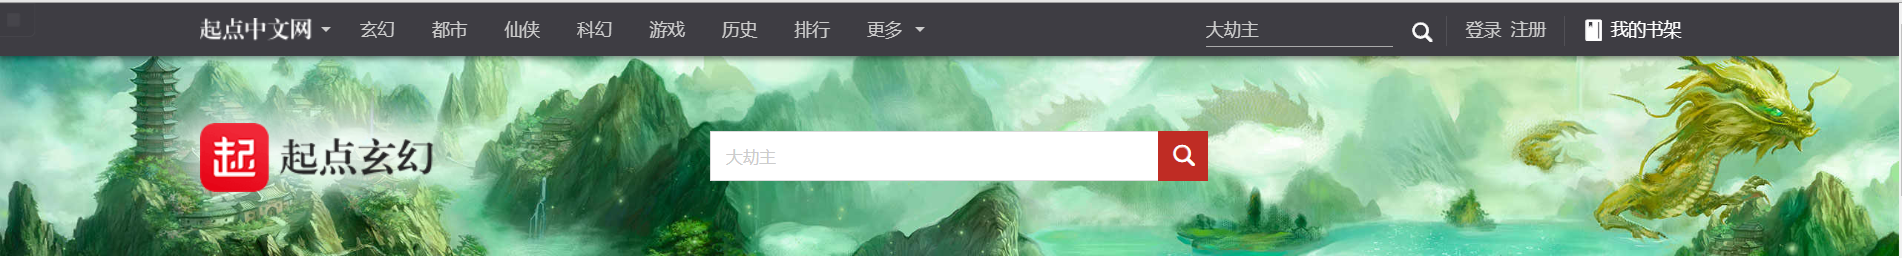 起点中文网 玄幻 都市 仙侠 科幻 游戏 历史 排行 更多 大劫主 登录 注册 我的书架
起 起点玄幻 大劫主